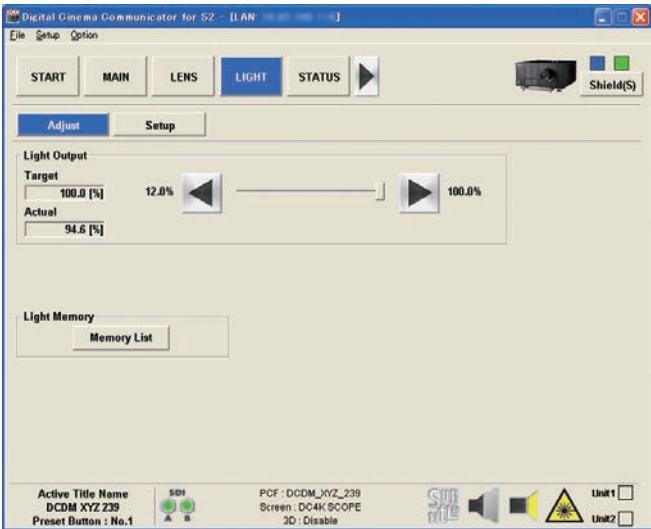 Digital Cinema Communicator for S2 - [LAN: ]
File Setup Option
START MAIN LENS LIGHT STATUS
Shield(S)
Adjust Setup
Light Output
Target
100.0 [%]
12.0% 100.0%
Actual
94.6 [%]
Light Memory
Memory List
Active Title Name
DCDM XYZ 239
Preset Button : No.1
SDI
A B
PCF : DCDM_XYZ_239
Screen : DC4K SCOPE
3D : Disable
SUB
TITLE
Unit1
Unit2